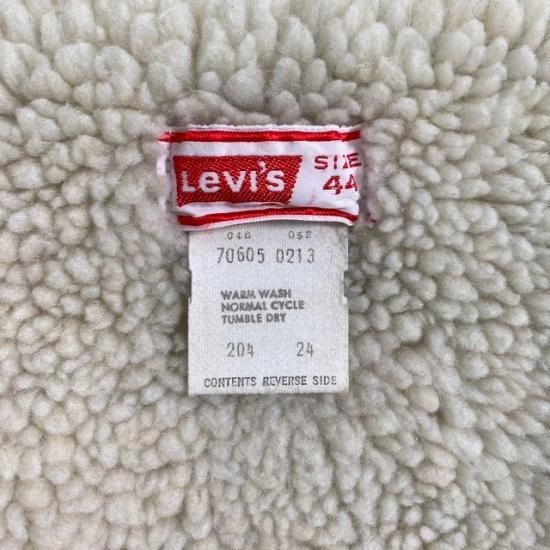 Levi's
SIZE
44
046 052
70605 0213
WARM WASH
NORMAL CYCLE
TUMBLE DRY
204 24
CONTENTS REVERSE SIDE